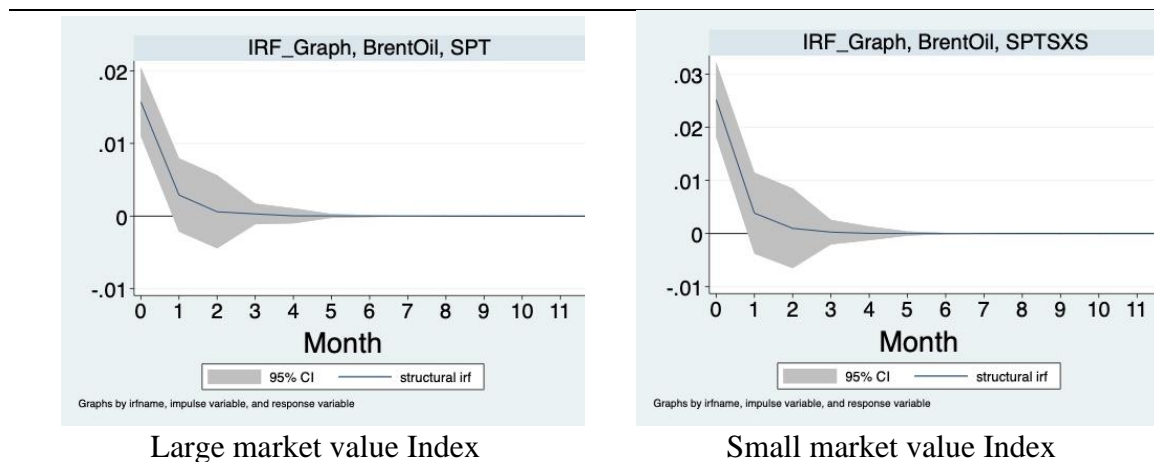 IRF_Graph, BrentOil, SPT
.02
.01
0
-.01
0 1 2 3 4 5 6 7 8 9 10 11
Month
95% CI structural irf
Graphs by irfname, impulse variable, and response variable
Large market value Index
IRF_Graph, BrentOil, SPTSXS
.03
.02
.01
0
-.01
0 1 2 3 4 5 6 7 8 9 10 11
Month
95% CI structural irf
Graphs by irfname, impulse variable, and response variable
Small market value Index